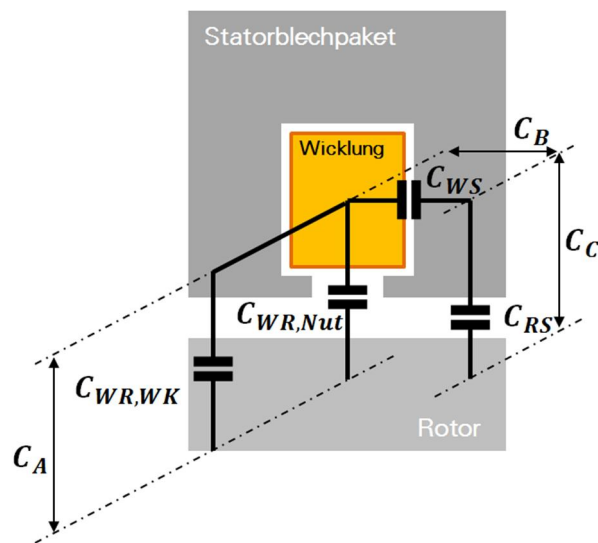 Statorblechpaket
Wicklung
C_B
C_WS
C_C
C_WR,Nut
C_RS
C_WR,WK
Rotor
C_A